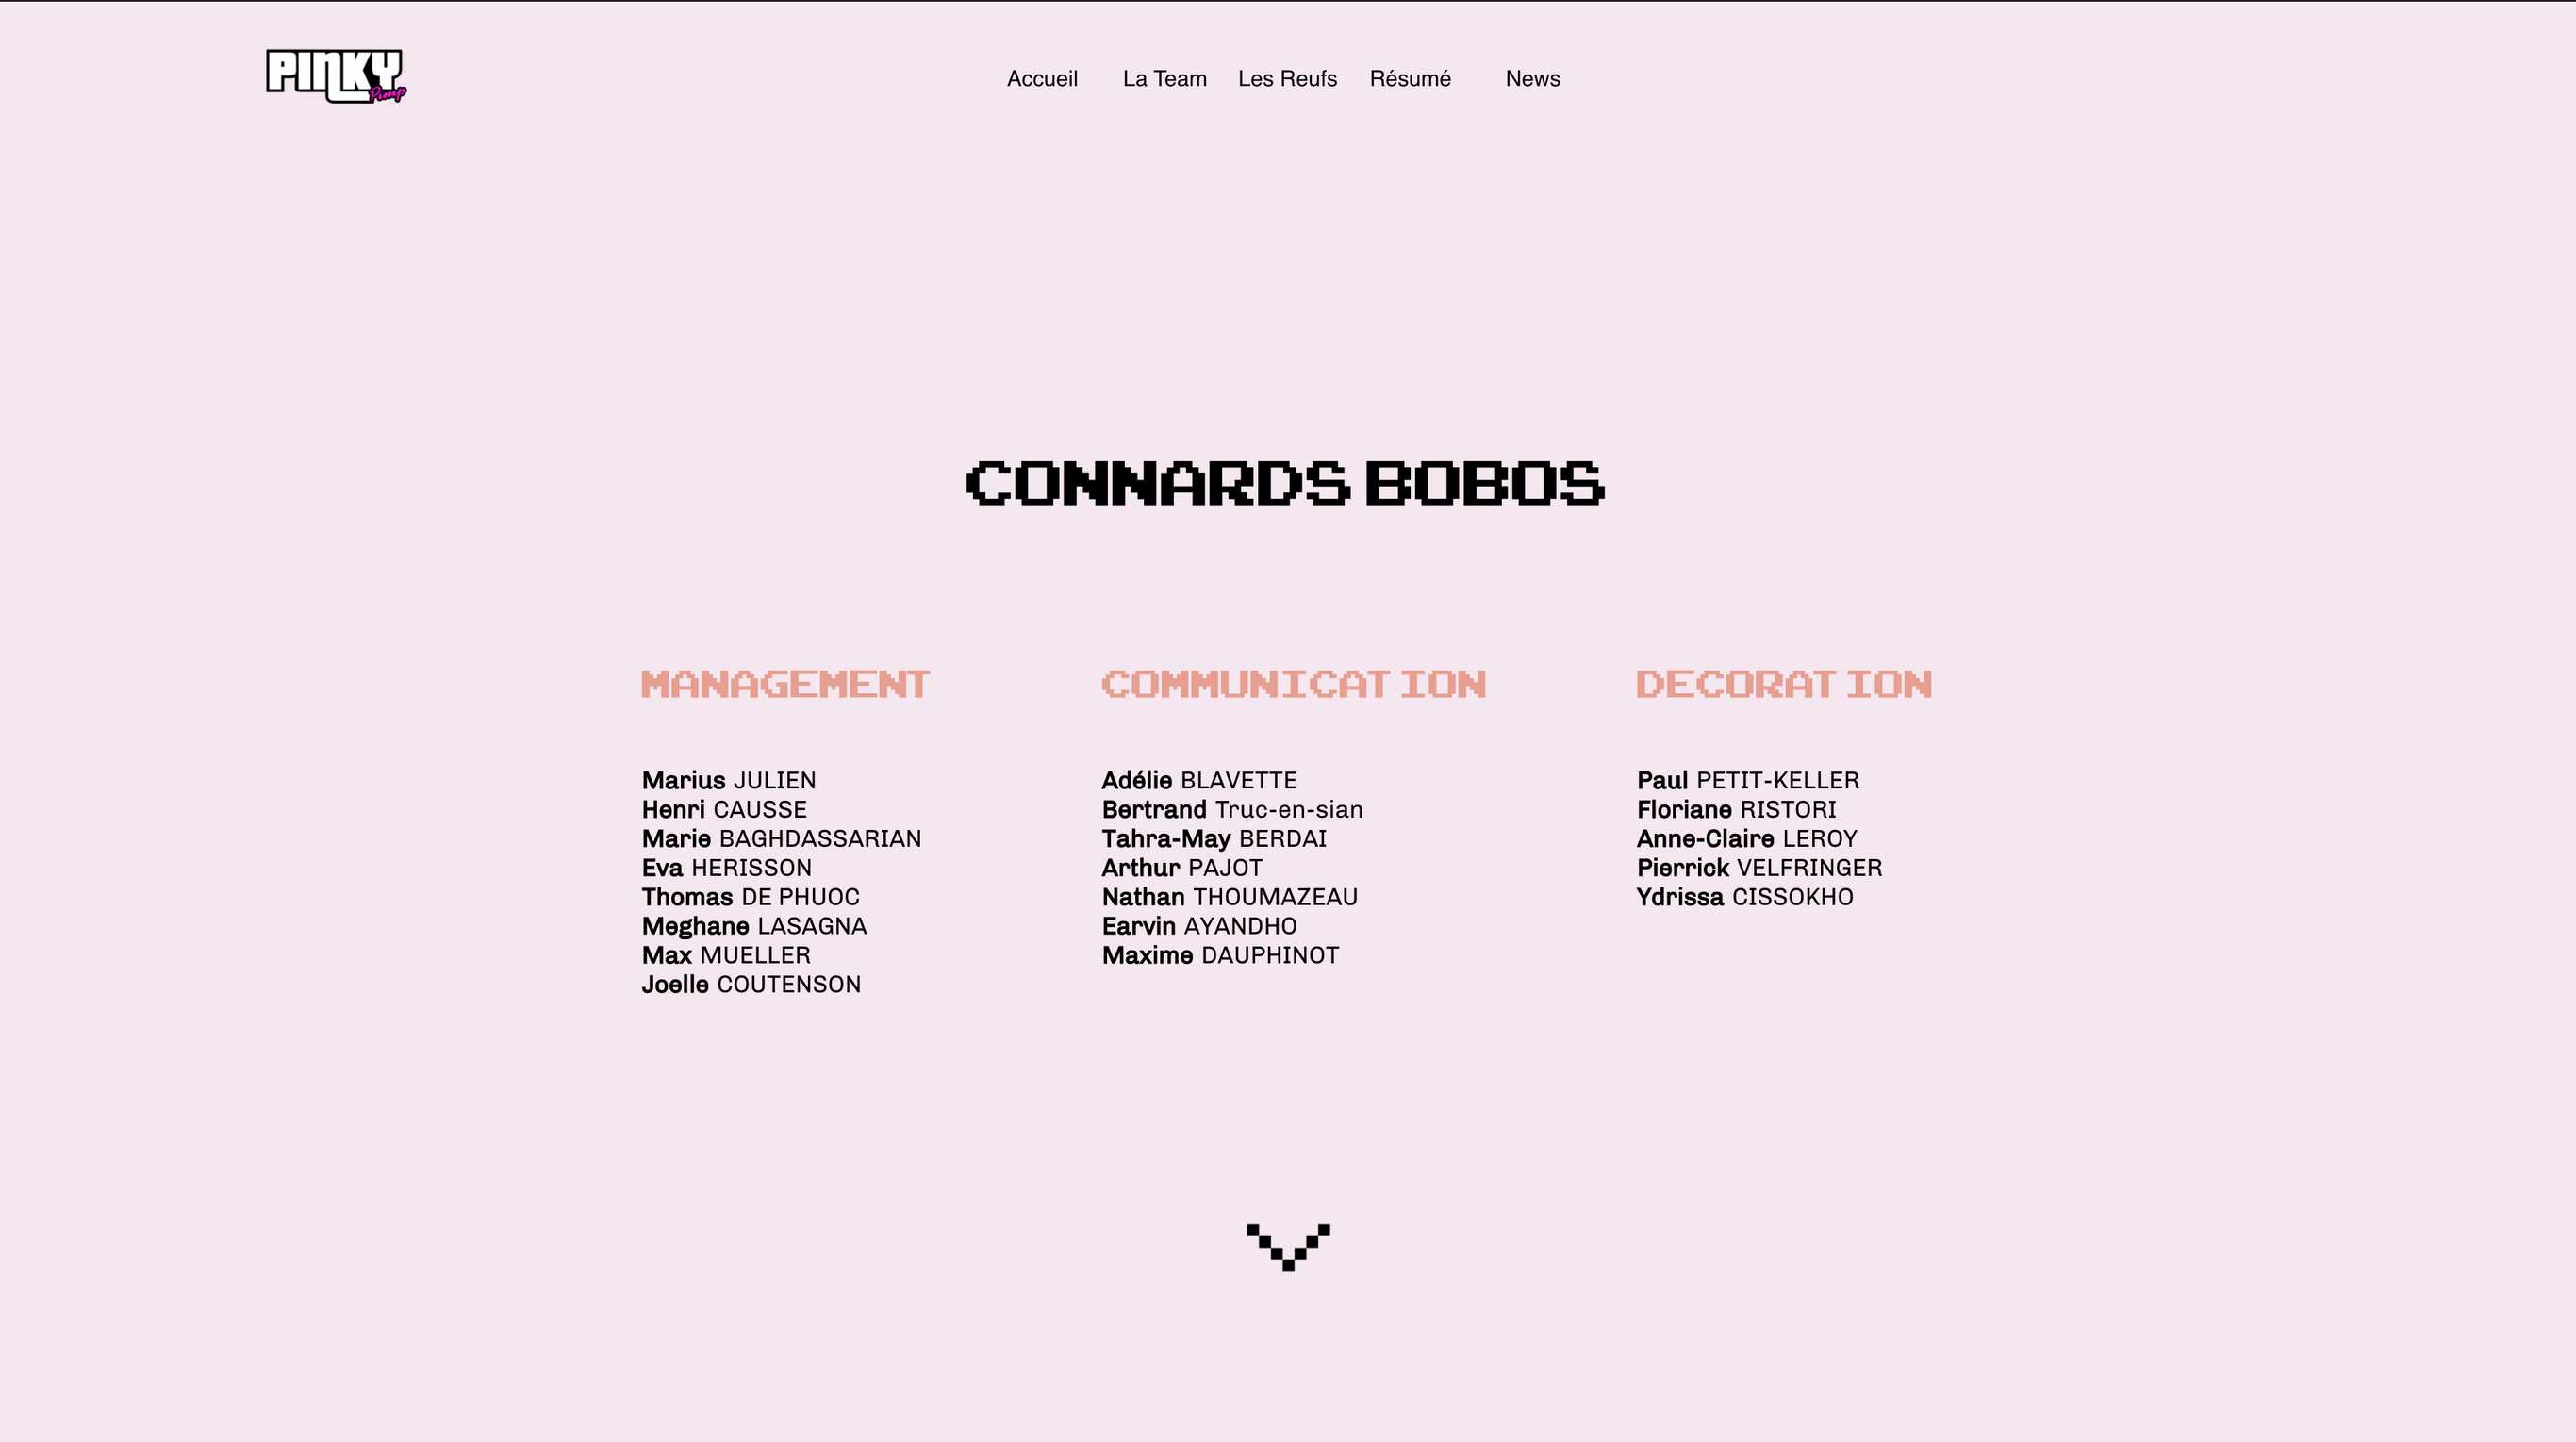 PINKY
Pimp
Accueil La Team Les Reufs Résumé News
CONNARDS BOBOS
MANAGEMENT
Marius JULIEN
Henri CAUSSE
Marie BAGHDASSARIAN
Eva HERISSON
Thomas DE PHUOC
Meghane LASAGNA
Max MUELLER
Joelle COUTENSON
COMMUNICATION
Adélie BLAVETTE
Bertrand Truc-en-sian
Tahra-May BERDAI
Arthur PAJOT
Nathan THOUMAZEAU
Earvin AYANDHO
Maxime DAUPHINOT
DECORATION
Paul PETIT-KELLER
Floriane RISTORI
Anne-Claire LEROY
Pierrick VELFRINGER
Ydrissa CISSOKHO